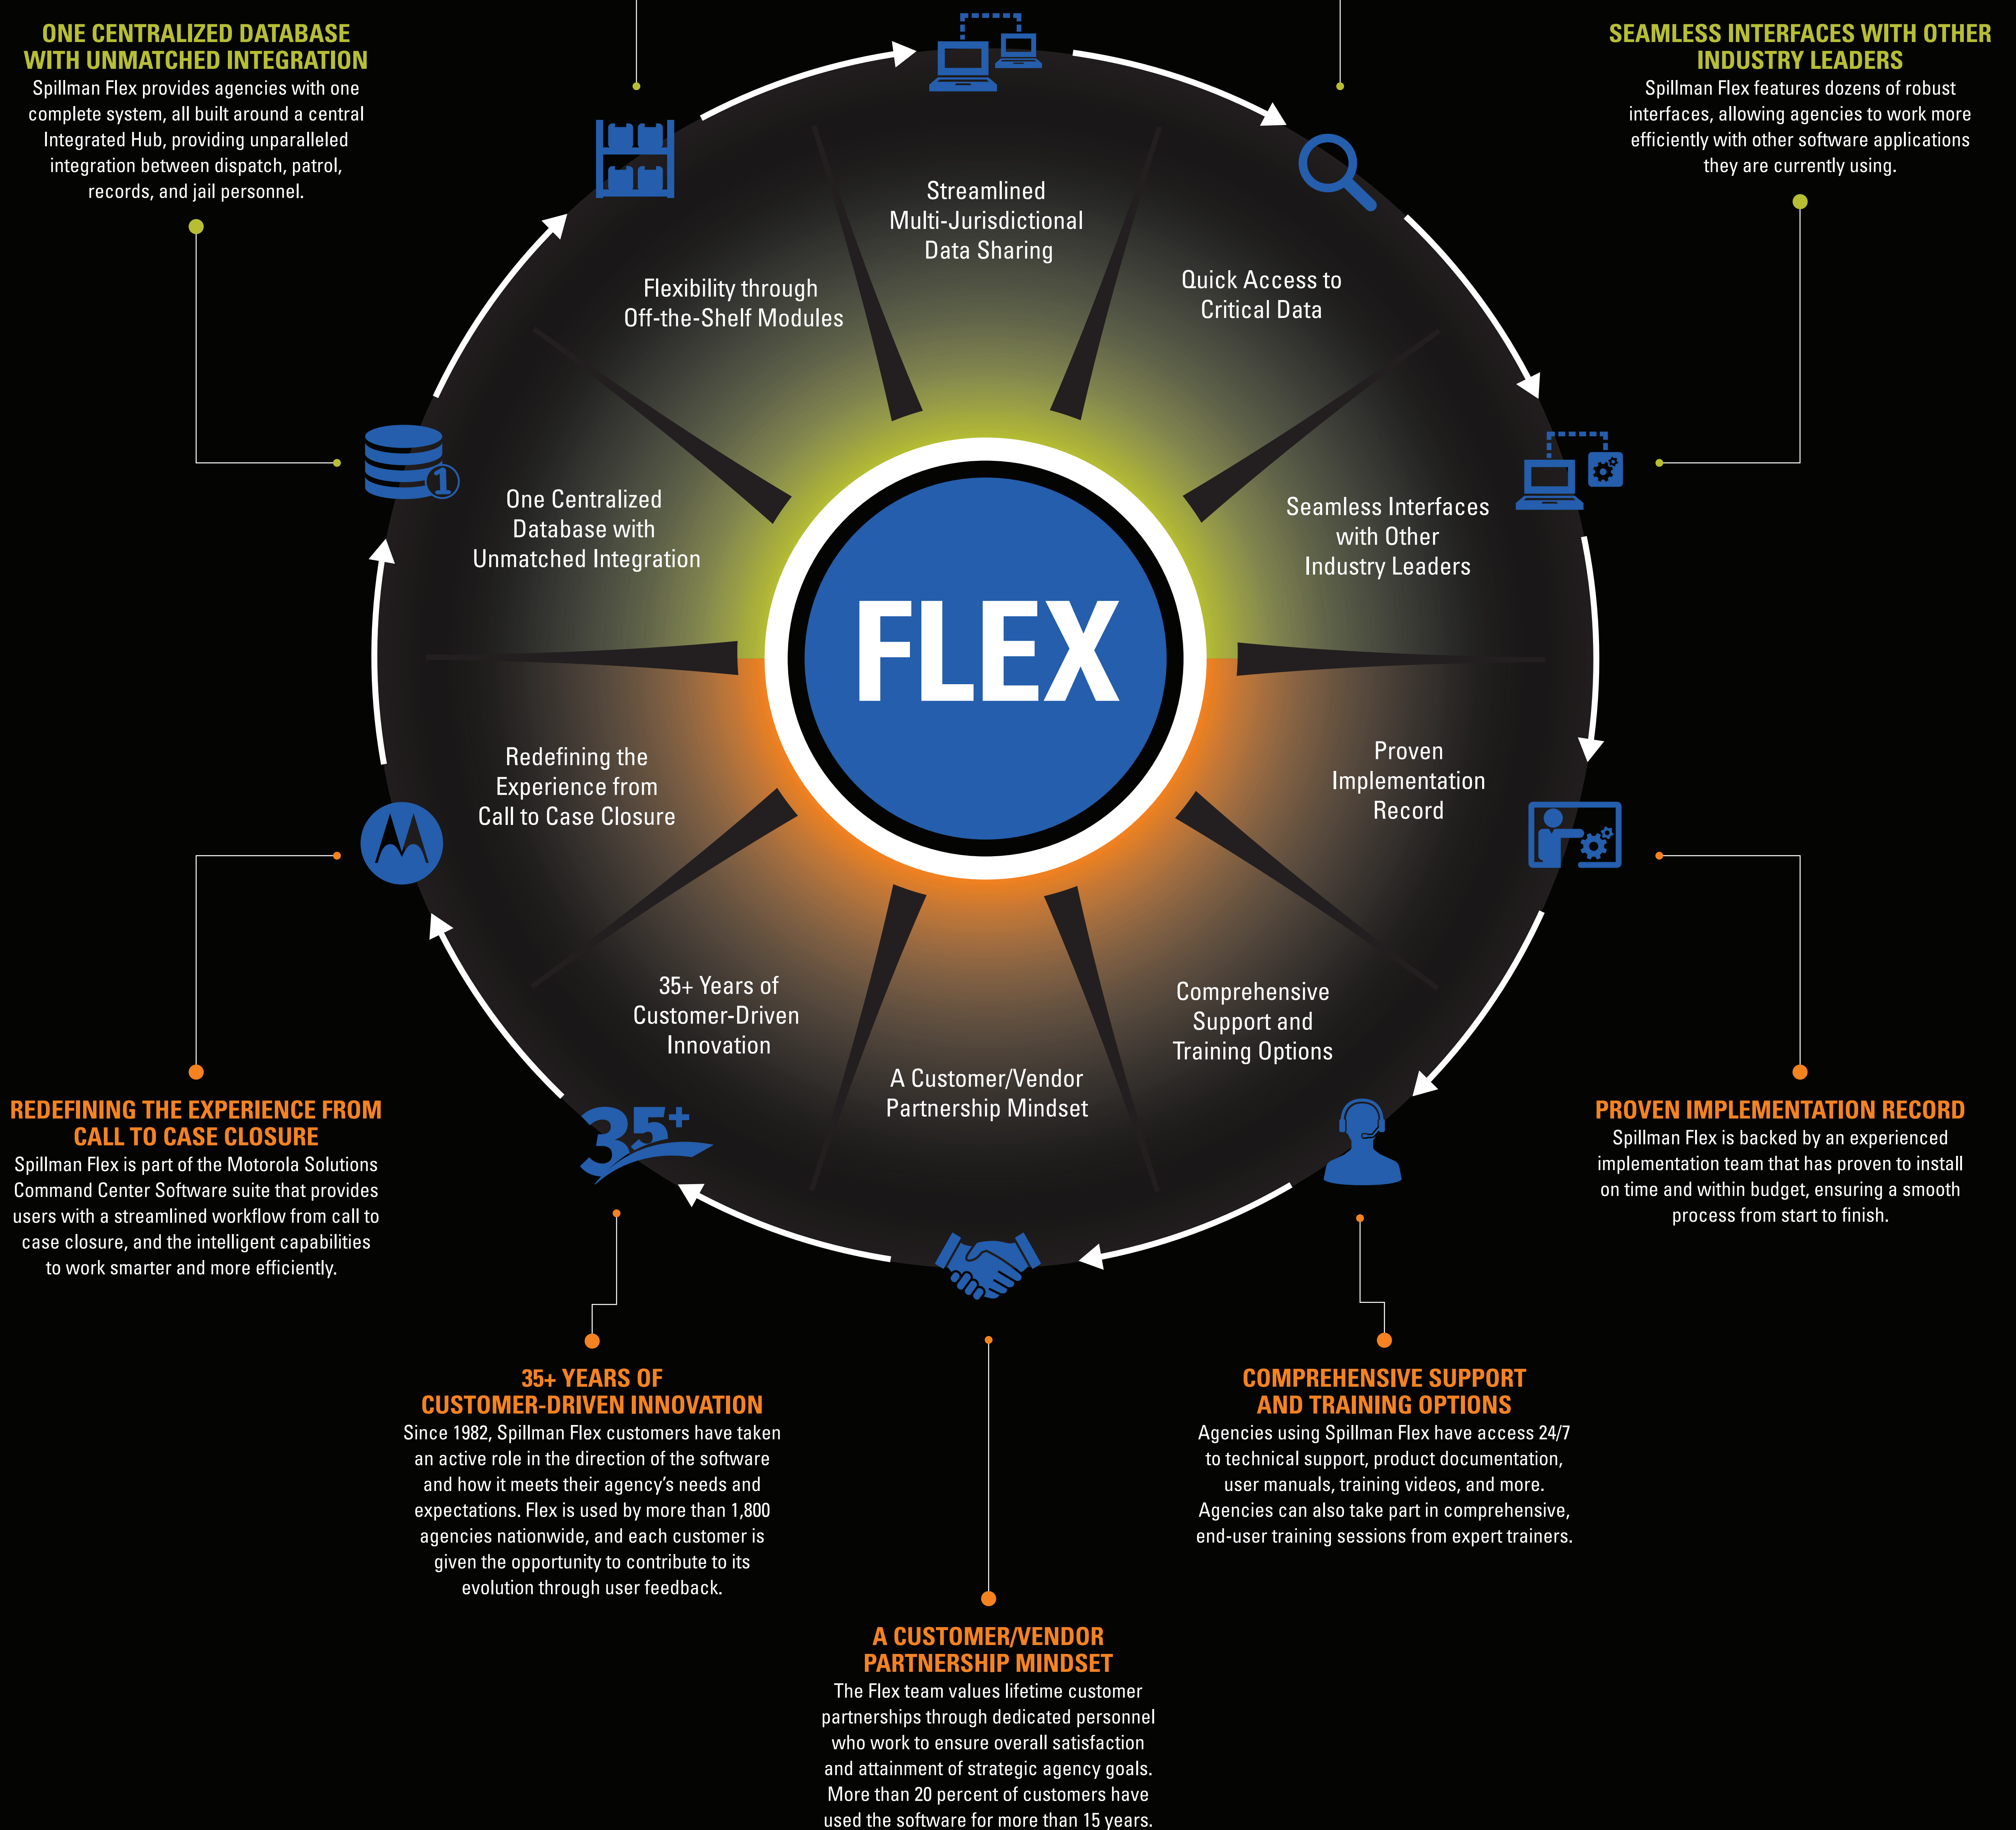 ONE CENTRALIZED DATABASE
WITH UNMATCHED INTEGRATION
Spillman Flex provides agencies with one
complete system, all built around a central
Integrated Hub, providing unparalleled
integration between dispatch, patrol,
records, and jail personnel.
SEAMLESS INTERFACES WITH OTHER
INDUSTRY LEADERS
Spillman Flex features dozens of robust
interfaces, allowing agencies to work more
efficiently with other software applications
they are currently using.
Streamlined
Multi-Jurisdictional
Data Sharing
Flexibility through
Off-the-Shelf Modules
Quick Access to
Critical Data
1
One Centralized
Database with
Unmatched Integration
Seamless Interfaces
with Other
Industry Leaders
FLEX
Redefining the
Experience from
Call to Case Closure
Proven
Implementation
Record
35+ Years of
Customer-Driven
Innovation
Comprehensive
Support and
Training Options
A Customer/Vendor
Partnership Mindset
35+
REDEFINING THE EXPERIENCE FROM
CALL TO CASE CLOSURE
Spillman Flex is part of the Motorola Solutions
Command Center Software suite that provides
users with a streamlined workflow from call to
case closure, and the intelligent capabilities
to work smarter and more efficiently.
PROVEN IMPLEMENTATION RECORD
Spillman Flex is backed by an experienced
implementation team that has proven to install
on time and within budget, ensuring a smooth
process from start to finish.
35+ YEARS OF
CUSTOMER-DRIVEN INNOVATION
Since 1982, Spillman Flex customers have taken
an active role in the direction of the software
and how it meets their agency’s needs and
expectations. Flex is used by more than 1,800
agencies nationwide, and each customer is
given the opportunity to contribute to its
evolution through user feedback.
COMPREHENSIVE SUPPORT
AND TRAINING OPTIONS
Agencies using Spillman Flex have access 24/7
to technical support, product documentation,
user manuals, training videos, and more.
Agencies can also take part in comprehensive,
end-user training sessions from expert trainers.
A CUSTOMER/VENDOR
PARTNERSHIP MINDSET
The Flex team values lifetime customer
partnerships through dedicated personnel
who work to ensure overall satisfaction
and attainment of strategic agency goals.
More than 20 percent of customers have
used the software for more than 15 years.